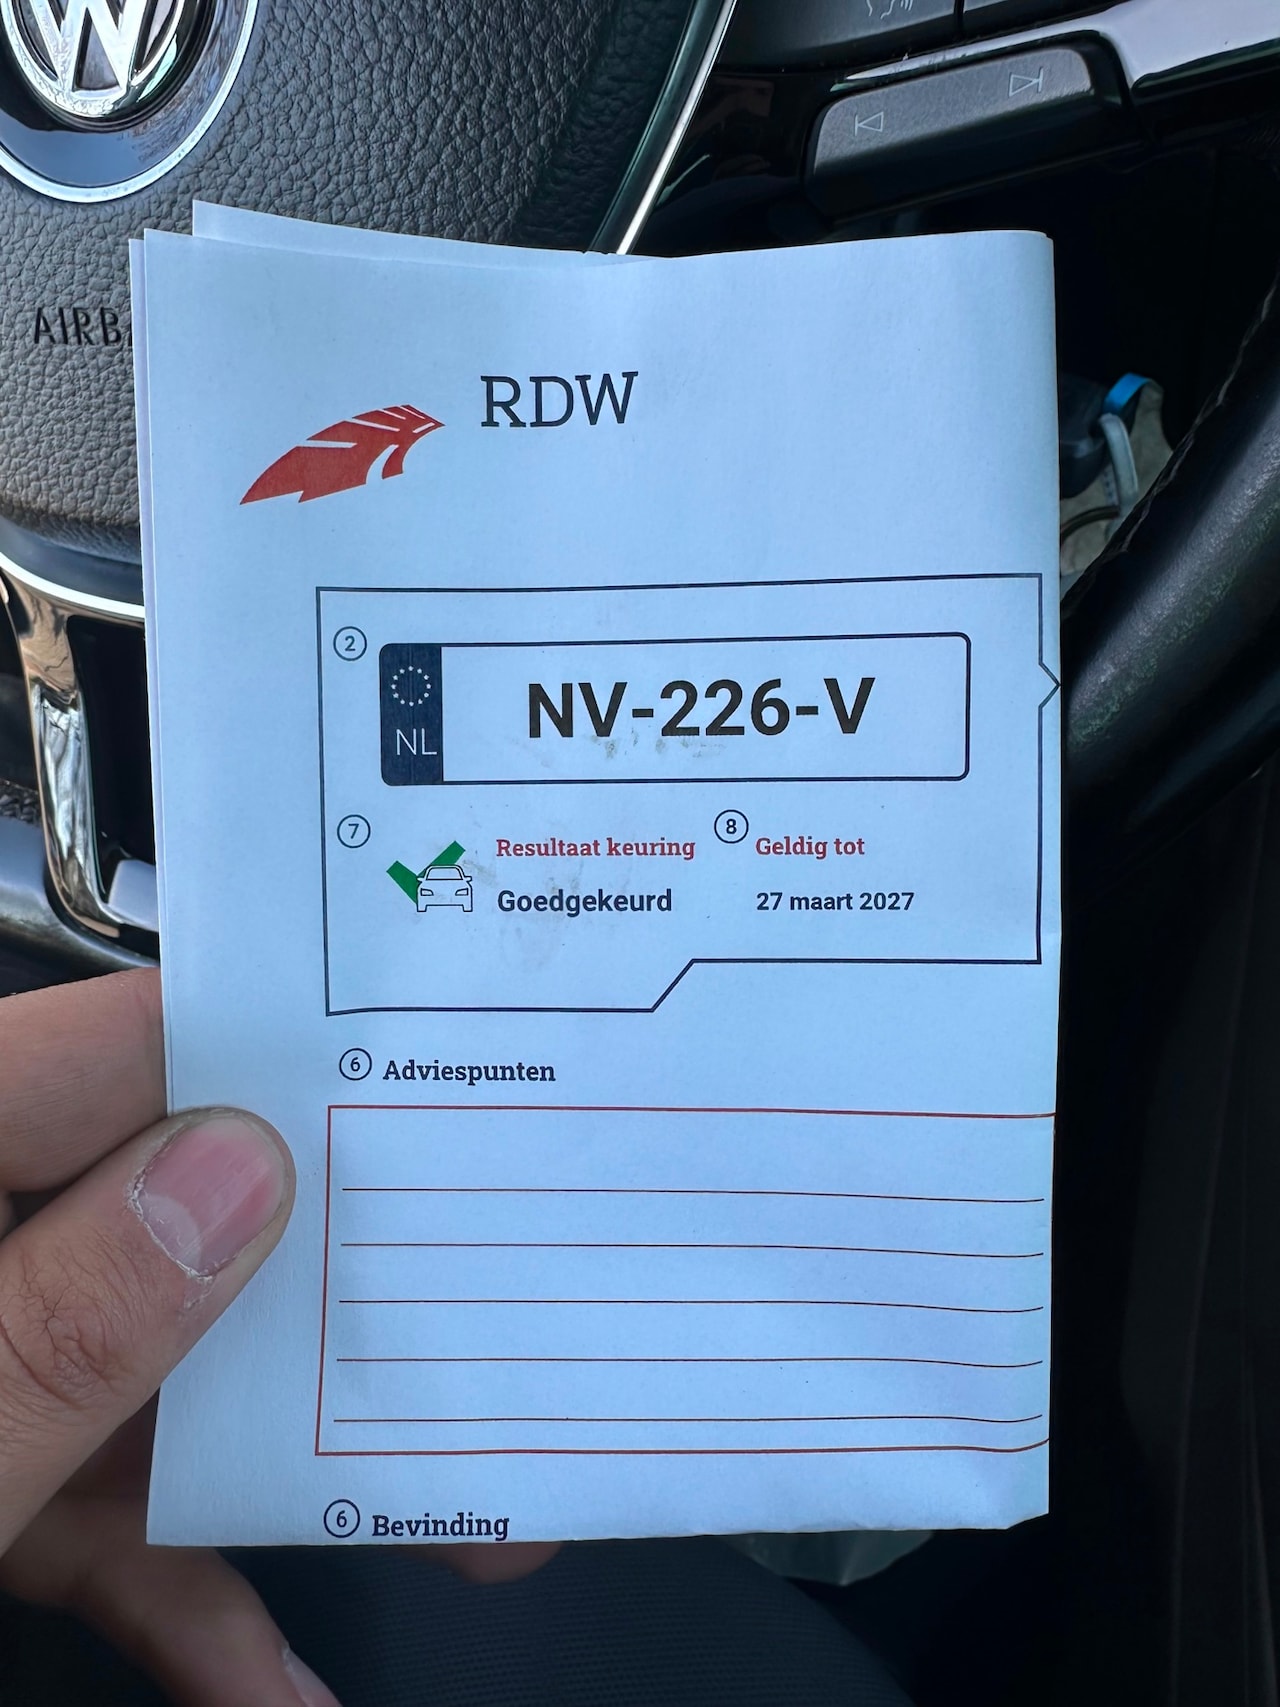 AIRB
RDW
2
NL
NV-226-V
7
Resultaat keuring
8
Geldig tot
Goedgekeurd
27 maart 2027
6 Adviespunten
6 Bevinding